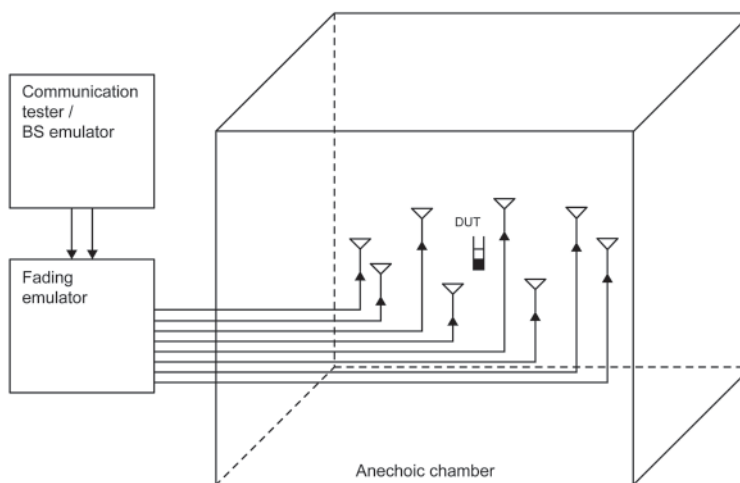 Communication
tester /
BS emulator
DUT
Fading
emulator
Anechoic chamber